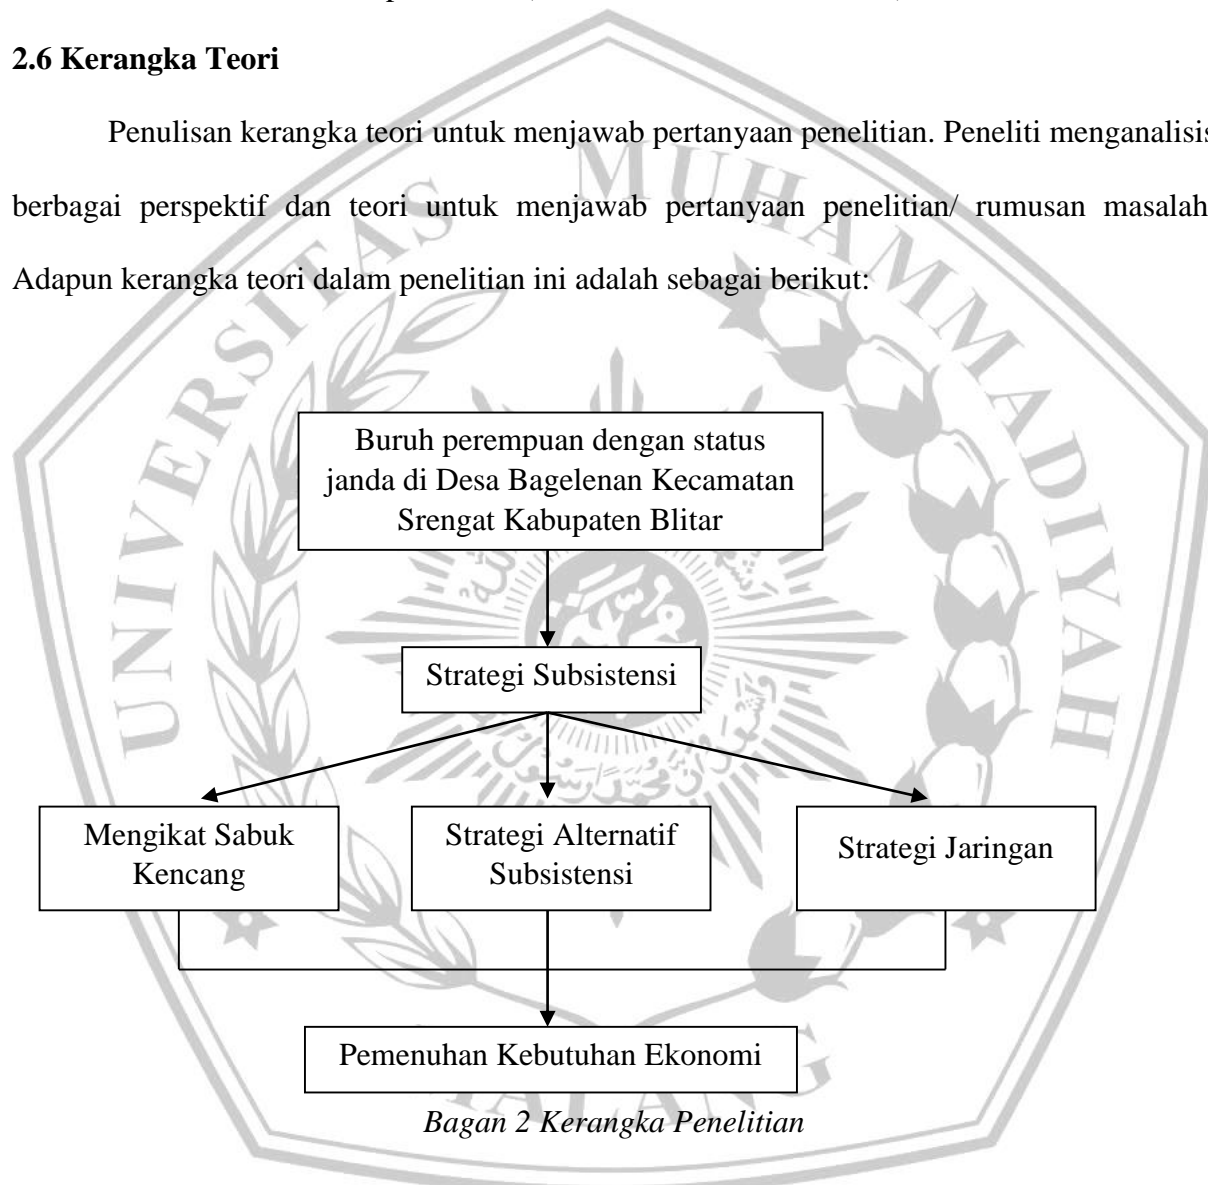 2.6 Kerangka Teori
Penulisan kerangka teori untuk menjawab pertanyaan penelitian. Peneliti menganalisis
berbagai perspektif dan teori untuk menjawab pertanyaan penelitian/ rumusan masalah
Adapun kerangka teori dalam penelitian ini adalah sebagai berikut:
UNIVERSITAS MUHAMMADIYAH
Buruh perempuan dengan status
janda di Desa Bagelenan Kecamatan
Srengat Kabupaten Blitar
Strategi Subsistensi
Mengikat Sabuk
Kencang
Strategi Alternatif
Subsistensi
Strategi Jaringan
Pemenuhan Kebutuhan Ekonomi
MALANG
Bagan 2 Kerangka Penelitian